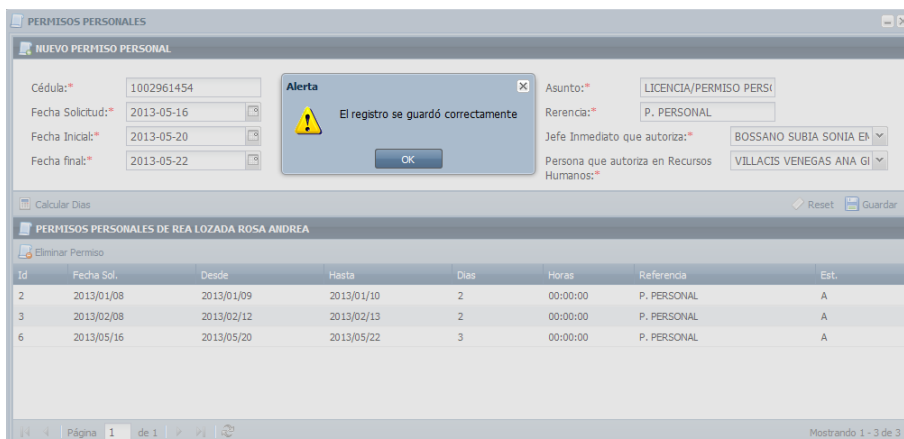 PERMISOS PERSONALES
NUEVO PERMISO PERSONAL
Cédula:* 1002961454
Fecha Solicitud:* 2013-05-16
Fecha Inicial:* 2013-05-20
Fecha final:* 2013-05-22
Alerta
El registro se guardó correctamente
OK
Asunto:* LICENCIA/PERMISO PERS
Rerencia:* P. PERSONAL
Jefe Inmediato que autoriza:* BOSSANO SUBIA SONIA
Persona que autoriza en Recursos Humanos:* VILLACIS VENEGAS ANA GI
Calcular Dias Reset Guardar
PERMISOS PERSONALES DE REA LOZADA ROSA ANDREA
Eliminar Permiso
Id Fecha Sol. Desde Hasta Dias Horas Referencia Est.
2 2013/01/08 2013/01/09 2013/01/10 2 00:00:00 P. PERSONAL A
3 2013/02/08 2013/02/12 2013/02/13 2 00:00:00 P. PERSONAL A
6 2013/05/16 2013/05/20 2013/05/22 3 00:00:00 P. PERSONAL A
Página 1 de 1 Mostrando 1 - 3 de 3